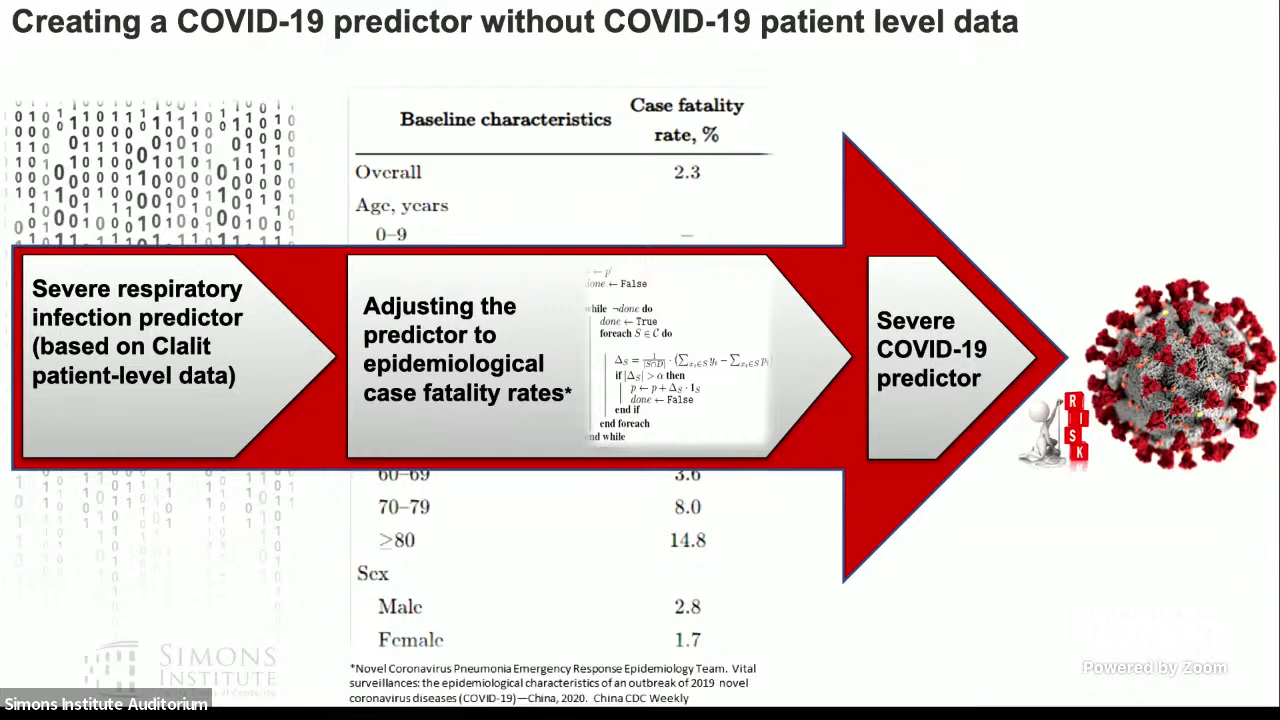 Creating a COVID-19 predictor without COVID-19 patient level data
Baseline characteristics
Case fatality
rate, %
Overall
2.3
Age, years
0–9
—
Severe respiratory
infection predictor
(based on Clalit
patient-level data)
Adjusting the
predictor to
epidemiological
case fatality rates*
← p
done ← False
while ¬done do
done ← True
foreach S ∈ C do
if |Δ_S| > α then
p ← p + Δ_S · 1_S
done ← False
end if
end foreach
end while
Severe
COVID-19
predictor
R
I
S
K
60–69
3.6
70–79
8.0
≥80
14.8
Sex
Male
2.8
Female
1.7
*Novel Coronavirus Pneumonia Emergency Response Epidemiology Team. Vital
surveillances: the epidemiological characteristics of an outbreak of 2019 novel
coronavirus diseases (COVID-19)—China, 2020. China CDC Weekly
SIMONS
INSTITUTE
Simons Institute Auditorium
Powered by Zoom